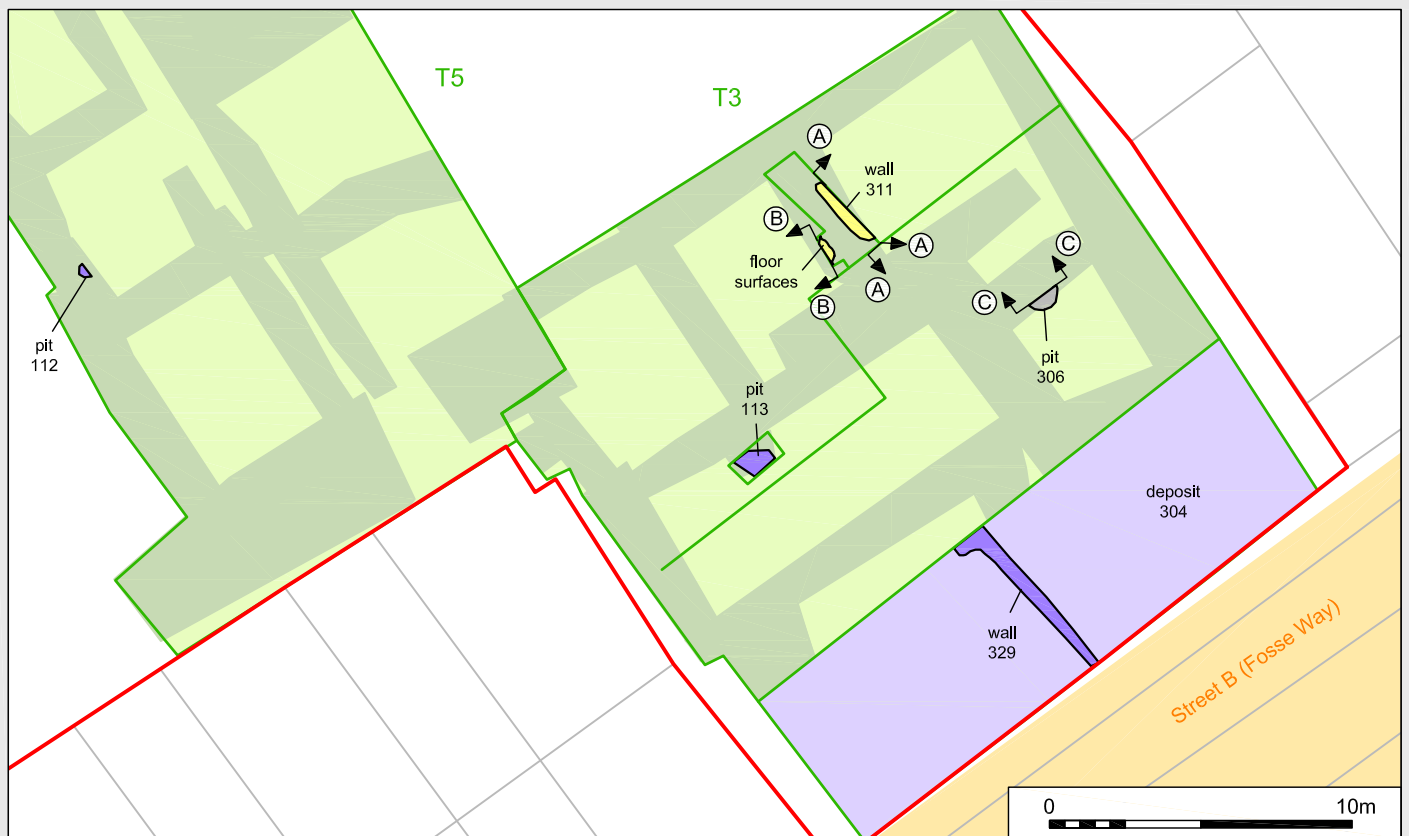 T5
T3
A
wall
311
B
A
C
floor
surfaces
A
B
C
pit
112
pit
306
pit
113
deposit
304
wall
329
Street B (Fosse Way)
0
10m